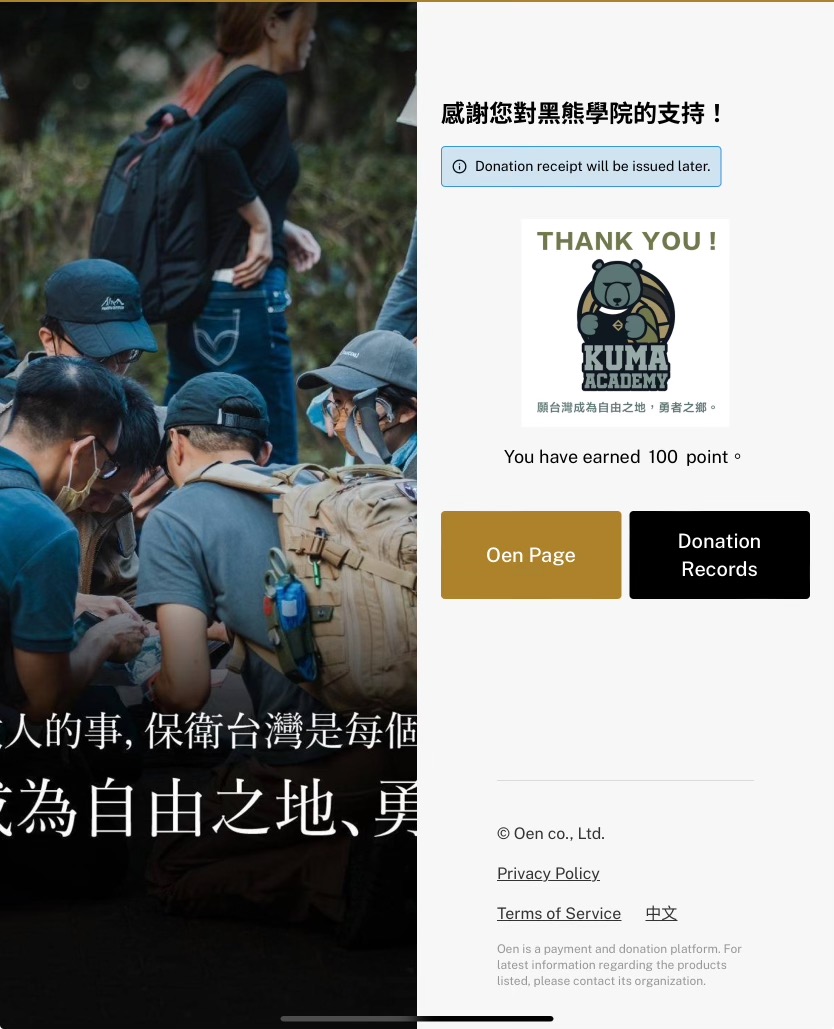 人的事, 保衛台灣是每個
為自由之地、勇
感謝您對黑熊學院的支持！
Donation receipt will be issued later.
THANK YOU !
KUMA
ACADEMY
願台灣成為自由之地，勇者之鄉。
You have earned 100 point。
Oen Page
Donation
Records
© Oen co., Ltd.
Privacy Policy
Terms of Service 中文
Oen is a payment and donation platform. For
latest information regarding the products
listed, please contact its organization.